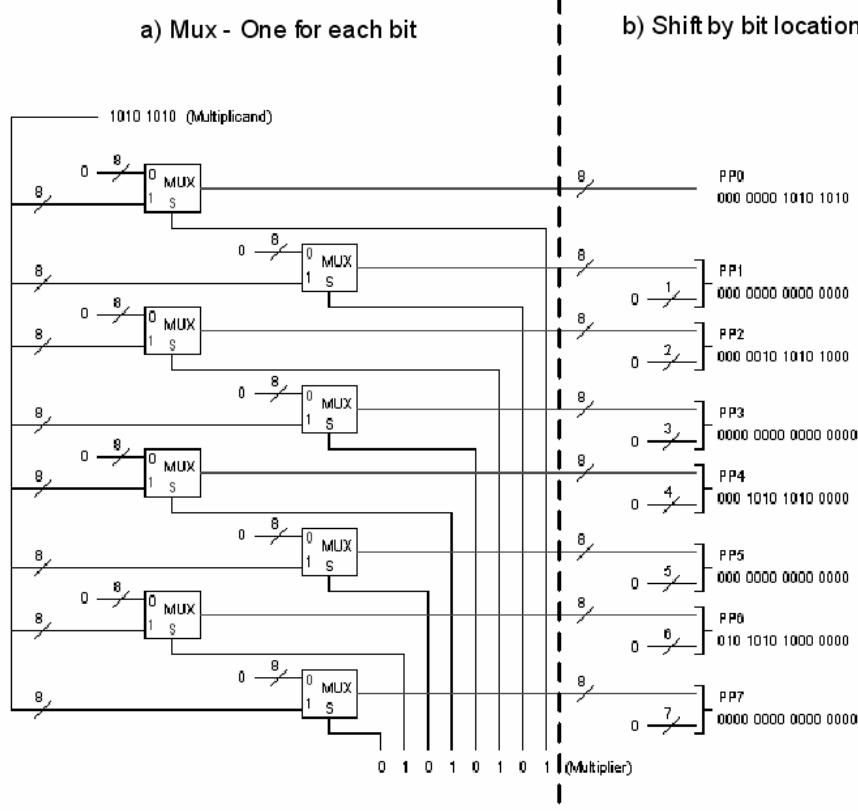 a) Mux - One for each bit
b) Shift by bit location
1010 1010 (Multiplicand)
0 8 0 MUX
8 1 S
8
PP0
000 0000 1010 1010
0 8 0 MUX
8 1 S
8
0 1
PP1
000 0000 0000 0000
0 8 0 MUX
8 1 S
8
0 2
PP2
000 0010 1010 1000
0 8 0 MUX
8 1 S
8
0 3
PP3
0000 0000 0000 0000
0 8 0 MUX
8 1 S
8
0 4
PP4
000 1010 1010 0000
0 8 0 MUX
8 1 S
8
0 5
PP5
000 0000 0000 0000
0 8 0 MUX
8 1 S
8
0 6
PP6
010 1010 1000 0000
0 8 0 MUX
8 1 S
8
0 7
PP7
0000 0000 0000 0000
0 1 0 1 0 1 0 1 (Multiplier)